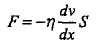 F = -η dv/dx S